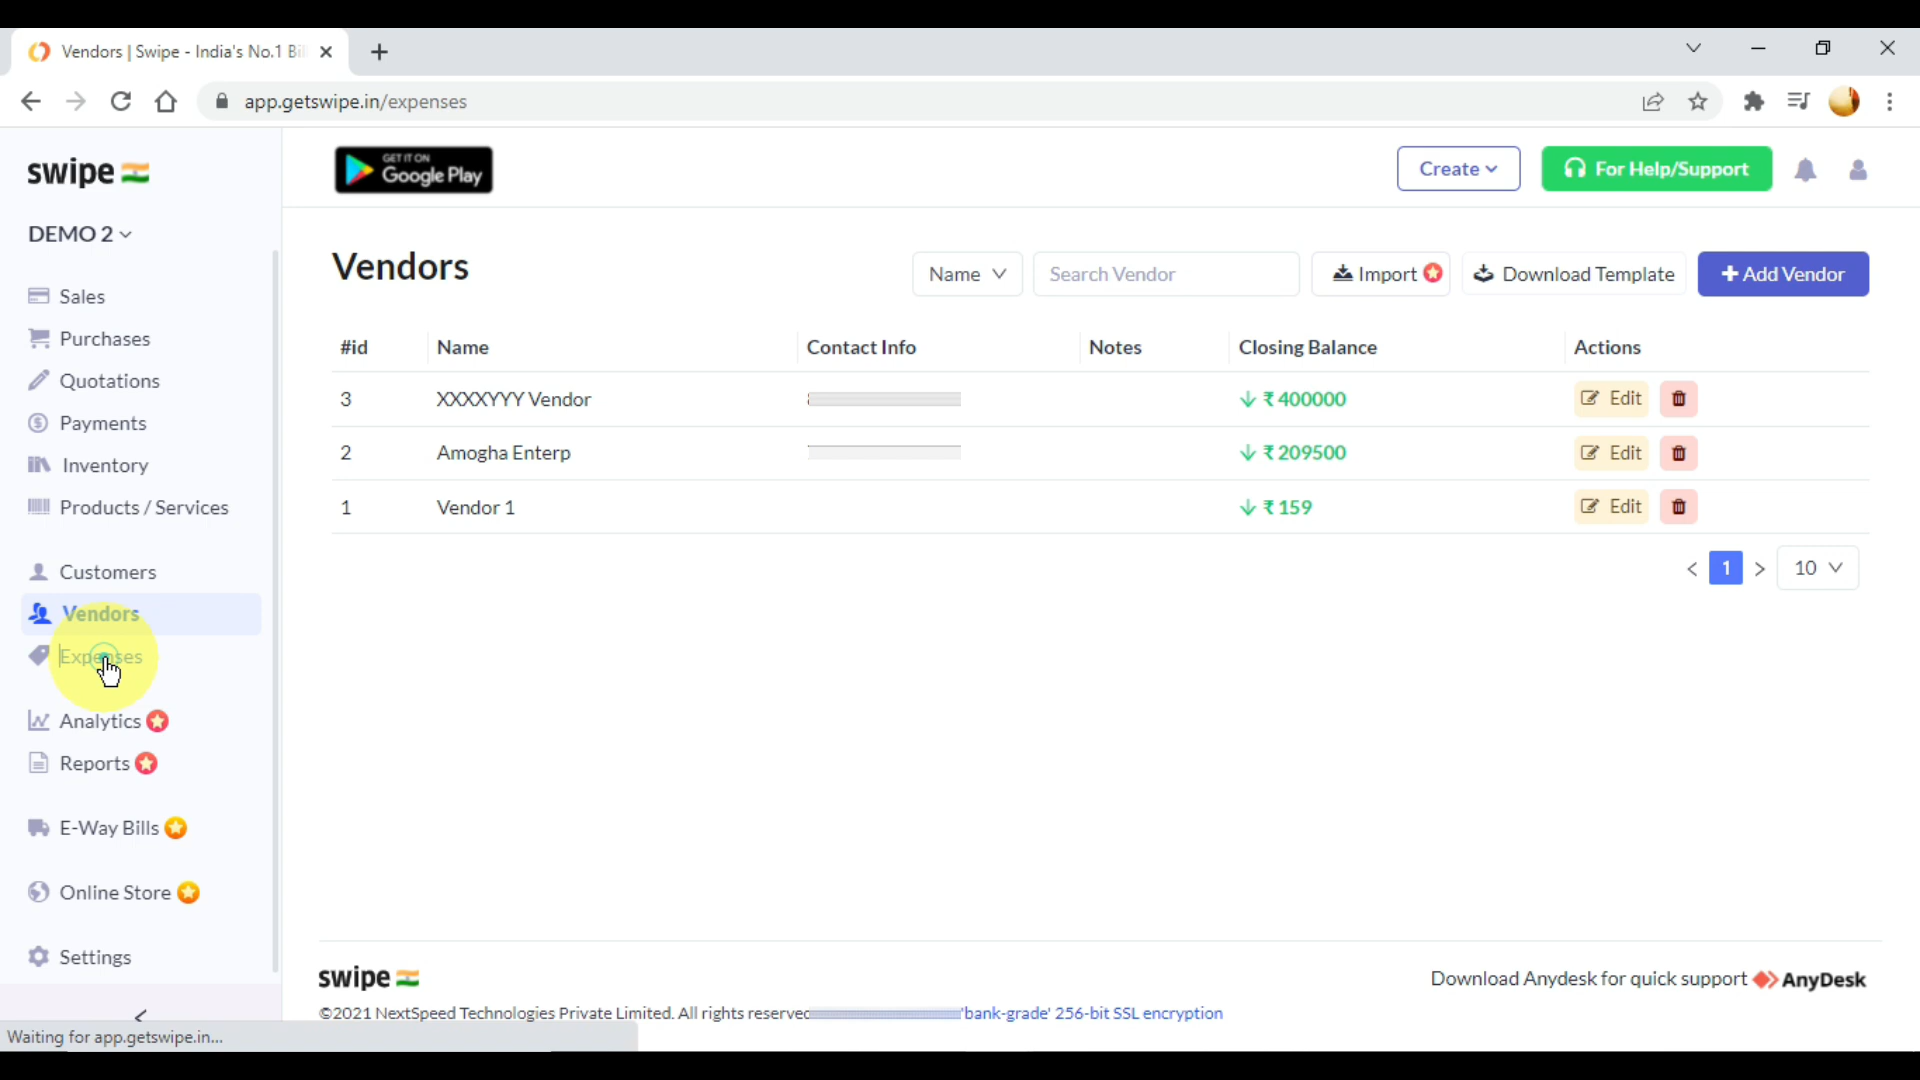 Vendors | Swipe - India's No.1 Bi
app.getswipe.in/expenses
swipe
GET IT ON
Google Play
Create
For Help/Support
DEMO 2
Vendors
Name
Search Vendor
Import
Download Template
Add Vendor
Sales
Purchases
Quotations
Payments
Inventory
Products / Services
Customers
Vendors
Expenses
Analytics
Reports
E-Way Bills
Online Store
Settings
#id Name Contact Info Notes Closing Balance Actions
3 XXXXYYY Vendor ₹ 400000 Edit
2 Amogha Enterp ₹ 209500 Edit
1 Vendor 1 ₹ 159 Edit
< 1 > 10
swipe
Download Anydesk for quick support AnyDesk
©2021 NextSpeed Technologies Private Limited. All rights reserved 'bank-grade' 256-bit SSL encryption
Waiting for app.getswipe.in...